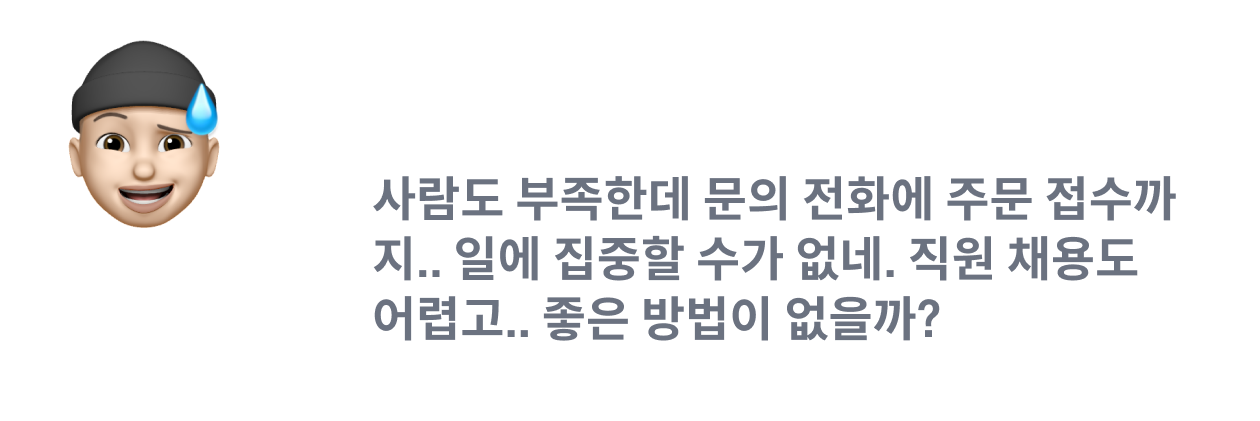 사람도 부족한데 문의 전화에 주문 접수까
지.. 일에 집중할 수가 없네. 직원 채용도
어렵고.. 좋은 방법이 없을까?